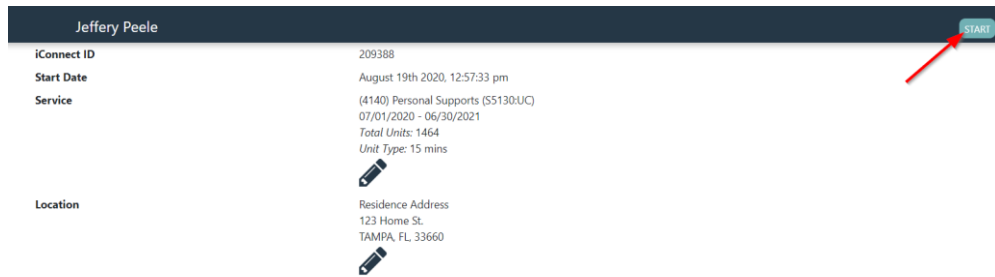 Jeffery Peele
START
iConnect ID 209388
Start Date August 19th 2020, 12:57:33 pm
Service (4140) Personal Supports (S5130:UC)
07/01/2020 - 06/30/2021
Total Units: 1464
Unit Type: 15 mins
Location Residence Address
123 Home St.
TAMPA, FL, 33660